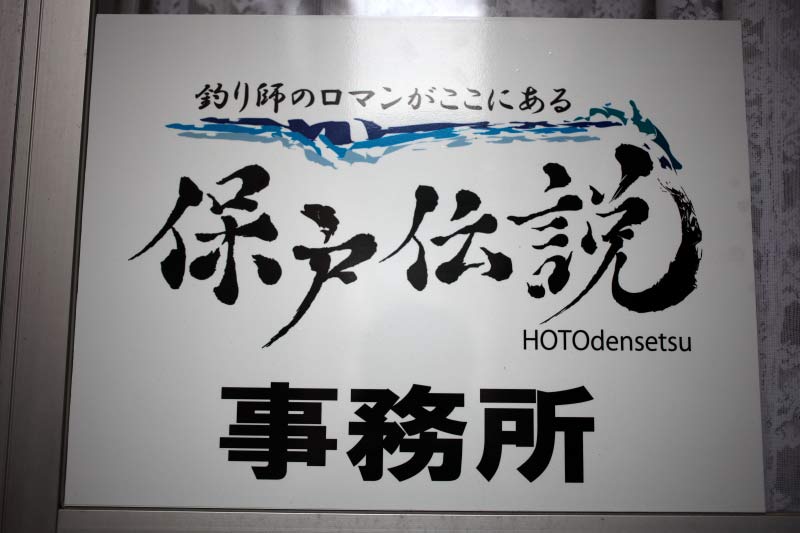 釣り師のロマンがここにある
保戸伝説
HOTOdensetsu
事務所